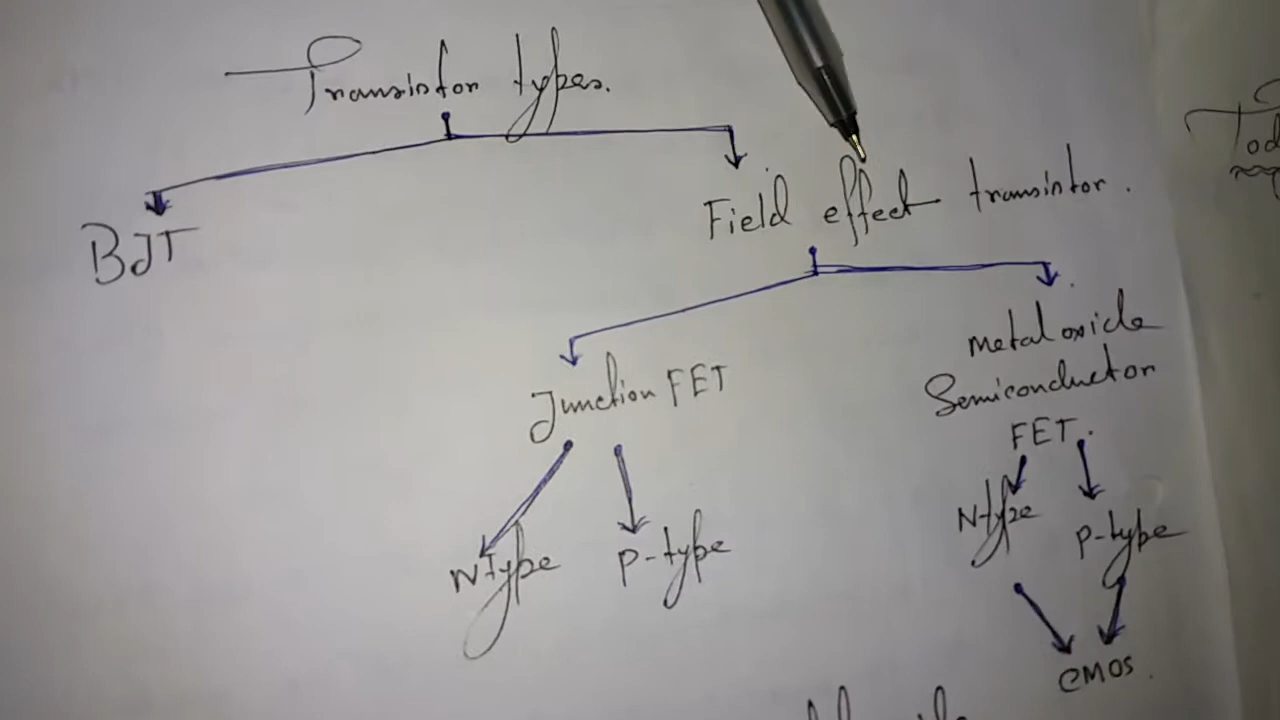 Transistor types.
BJT
Field effect transistor.
Junction FET
Metal oxide
Semiconductor
FET.
N-type
P-type
N-type
P-type
CMOS.